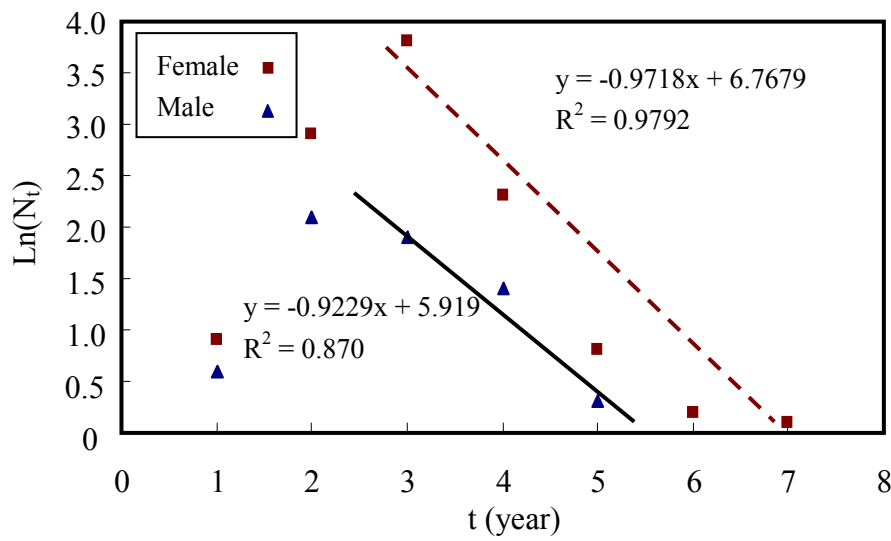 4.0
3.5
3.0
2.5
2.0
1.5
1.0
0.5
0
Ln(Nt)
Female
Male
y = -0.9718x + 6.7679
R² = 0.9792
y = -0.9229x + 5.919
R² = 0.870
0 1 2 3 4 5 6 7 8
t (year)